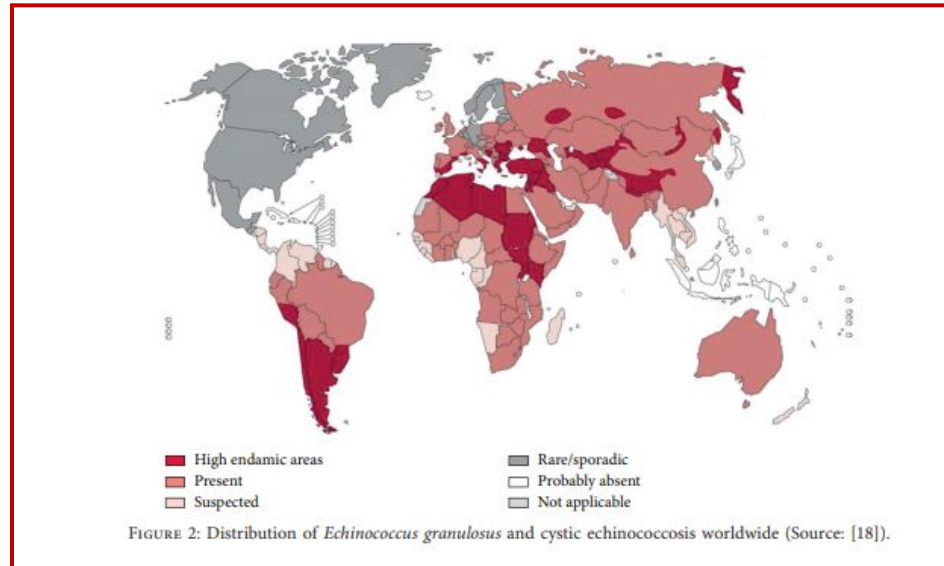 High endamic areas
Present
Suspected
Rare/sporadic
Probably absent
Not applicable
FIGURE 2: Distribution of Echinococcus granulosus and cystic echinococcosis worldwide (Source: [18]).